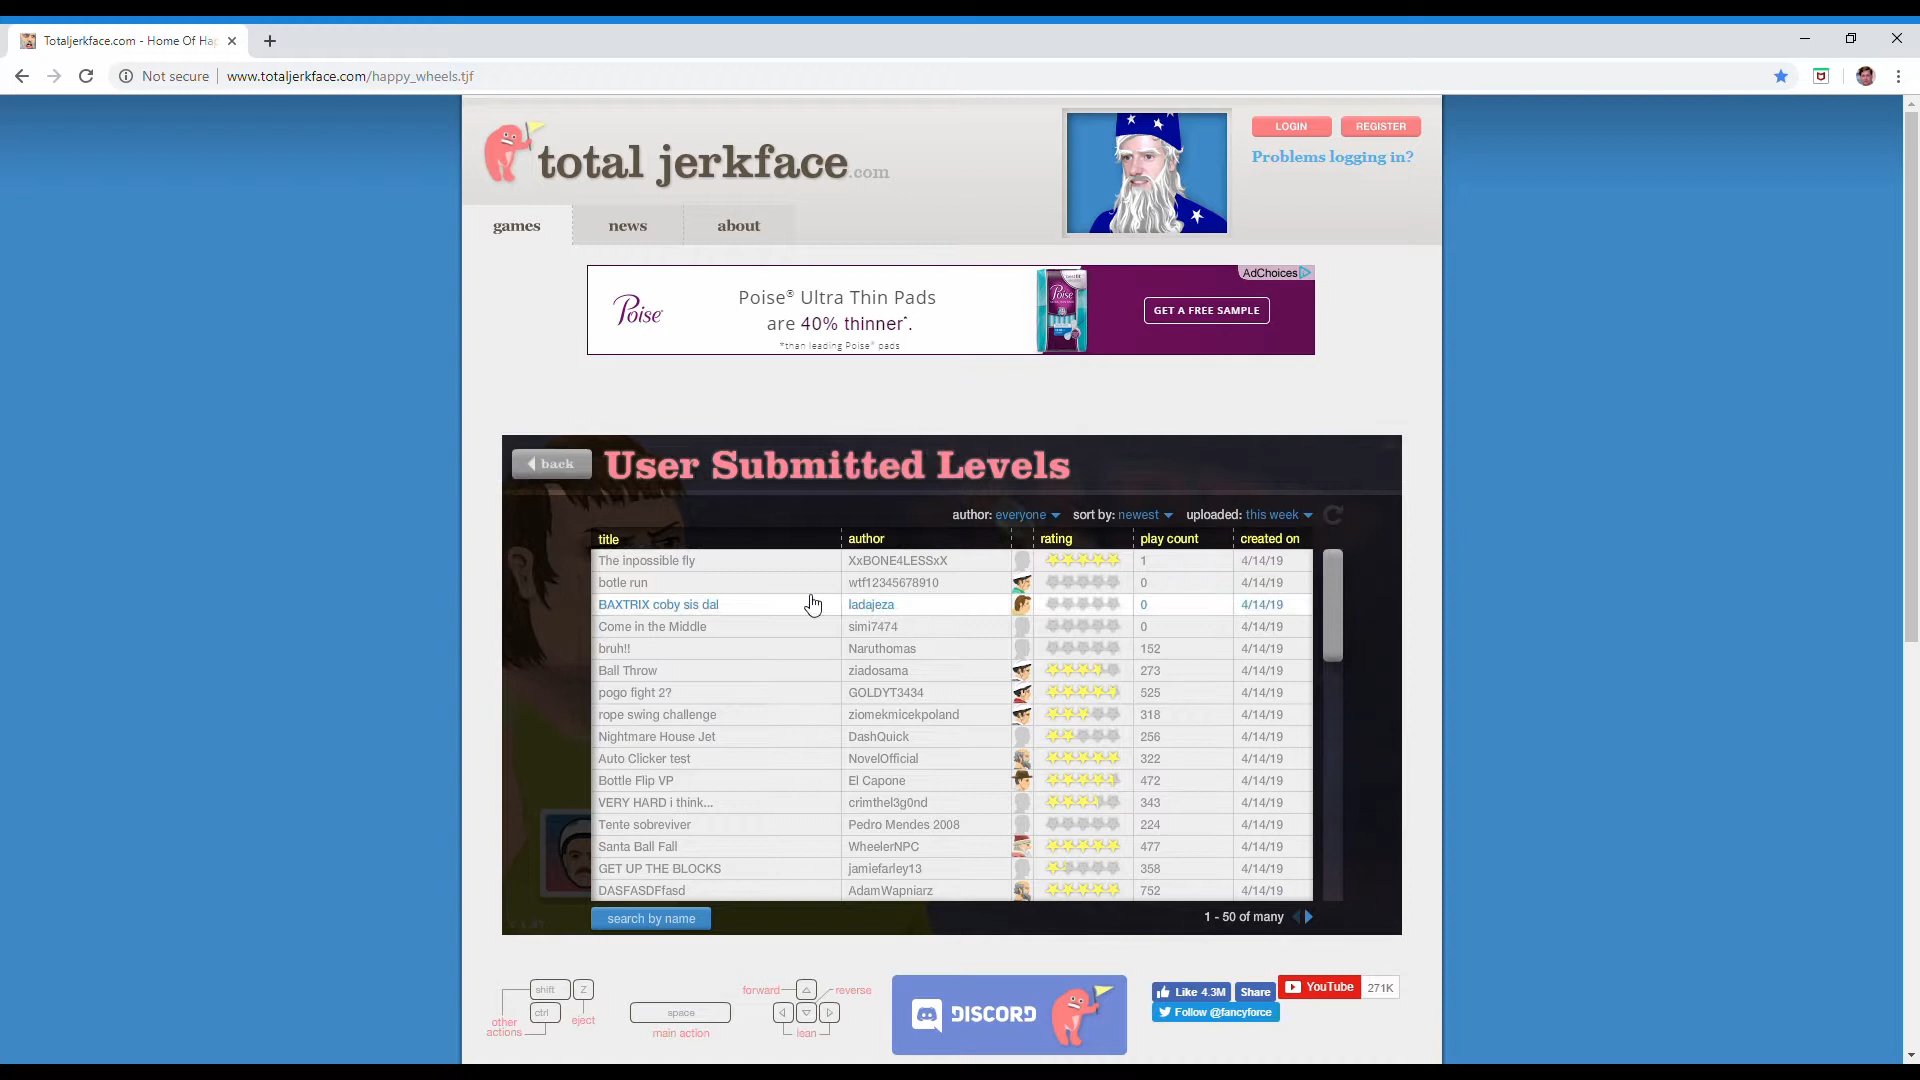 Totaljerkface.com - Home Of Ha
Not secure www.totaljerkface.com/happy_wheels.tjf
total jerkface.com
LOGIN REGISTER
Problems logging in?
games news about
AdChoices
Poise
Poise® Ultra Thin Pads
are 40% thinner*.
*than leading Poise® pads
Poise
GET A FREE SAMPLE
back User Submitted Levels
author: everyone sort by: newest uploaded: this week
title author rating play count created on
The inpossible fly XxBONE4LESSxX 1 4/14/19
botle run wtf12345678910 0 4/14/19
BAXTRIX coby sis dal ladajeza 0 4/14/19
Come in the Middle simi7474 0 4/14/19
bruh!! Naruthomas 152 4/14/19
Ball Throw ziadosama 273 4/14/19
pogo fight 2? GOLDYT3434 525 4/14/19
rope swing challenge ziomekmicekpoland 318 4/14/19
Nightmare House Jet DashQuick 256 4/14/19
Auto Clicker test NovelOfficial 322 4/14/19
Bottle Flip VP El Capone 472 4/14/19
VERY HARD i think... crimthel3g0nd 343 4/14/19
Tente sobreviver Pedro Mendes 2008 224 4/14/19
Santa Ball Fall WheelerNPC 477 4/14/19
GET UP THE BLOCKS jamiefarley13 358 4/14/19
DASFASDFfasd AdamWapniarz 752 4/14/19
search by name 1 - 50 of many
shift Z
ctrl
other actions
eject
space
main action
forward reverse
lean
DISCORD
Like 4.3M Share YouTube 271K
Follow @fancyforce